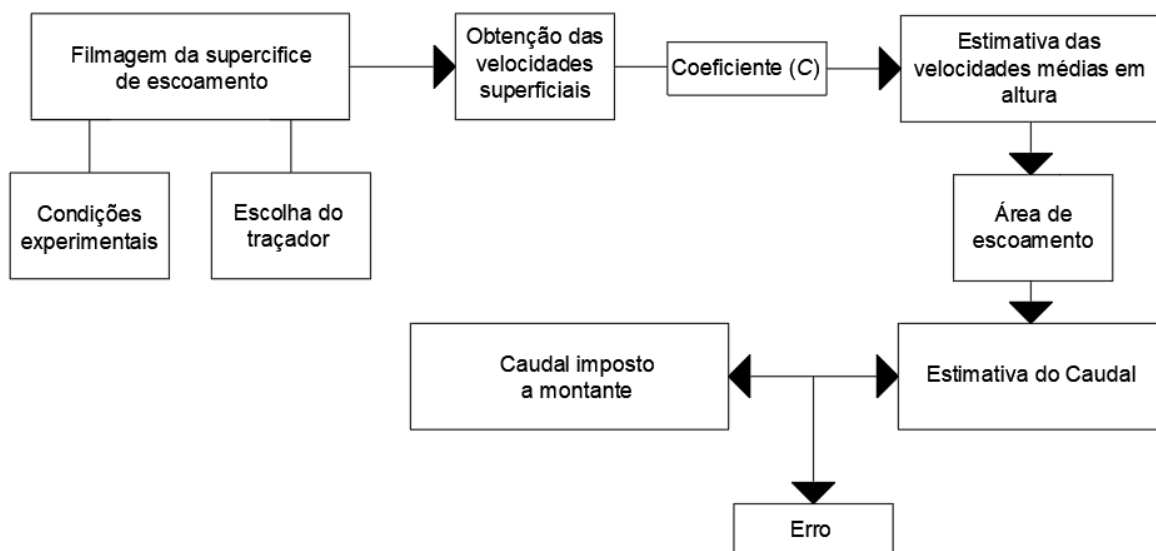 Filmagem da supercifice
de escoamento
Obtenção das
velocidades
superficiais
Coeficiente (C)
Estimativa das
velocidades médias em
altura
Condições
experimentais
Escolha do
traçador
Área de
escoamento
Caudal imposto
a montante
Estimativa do Caudal
Erro